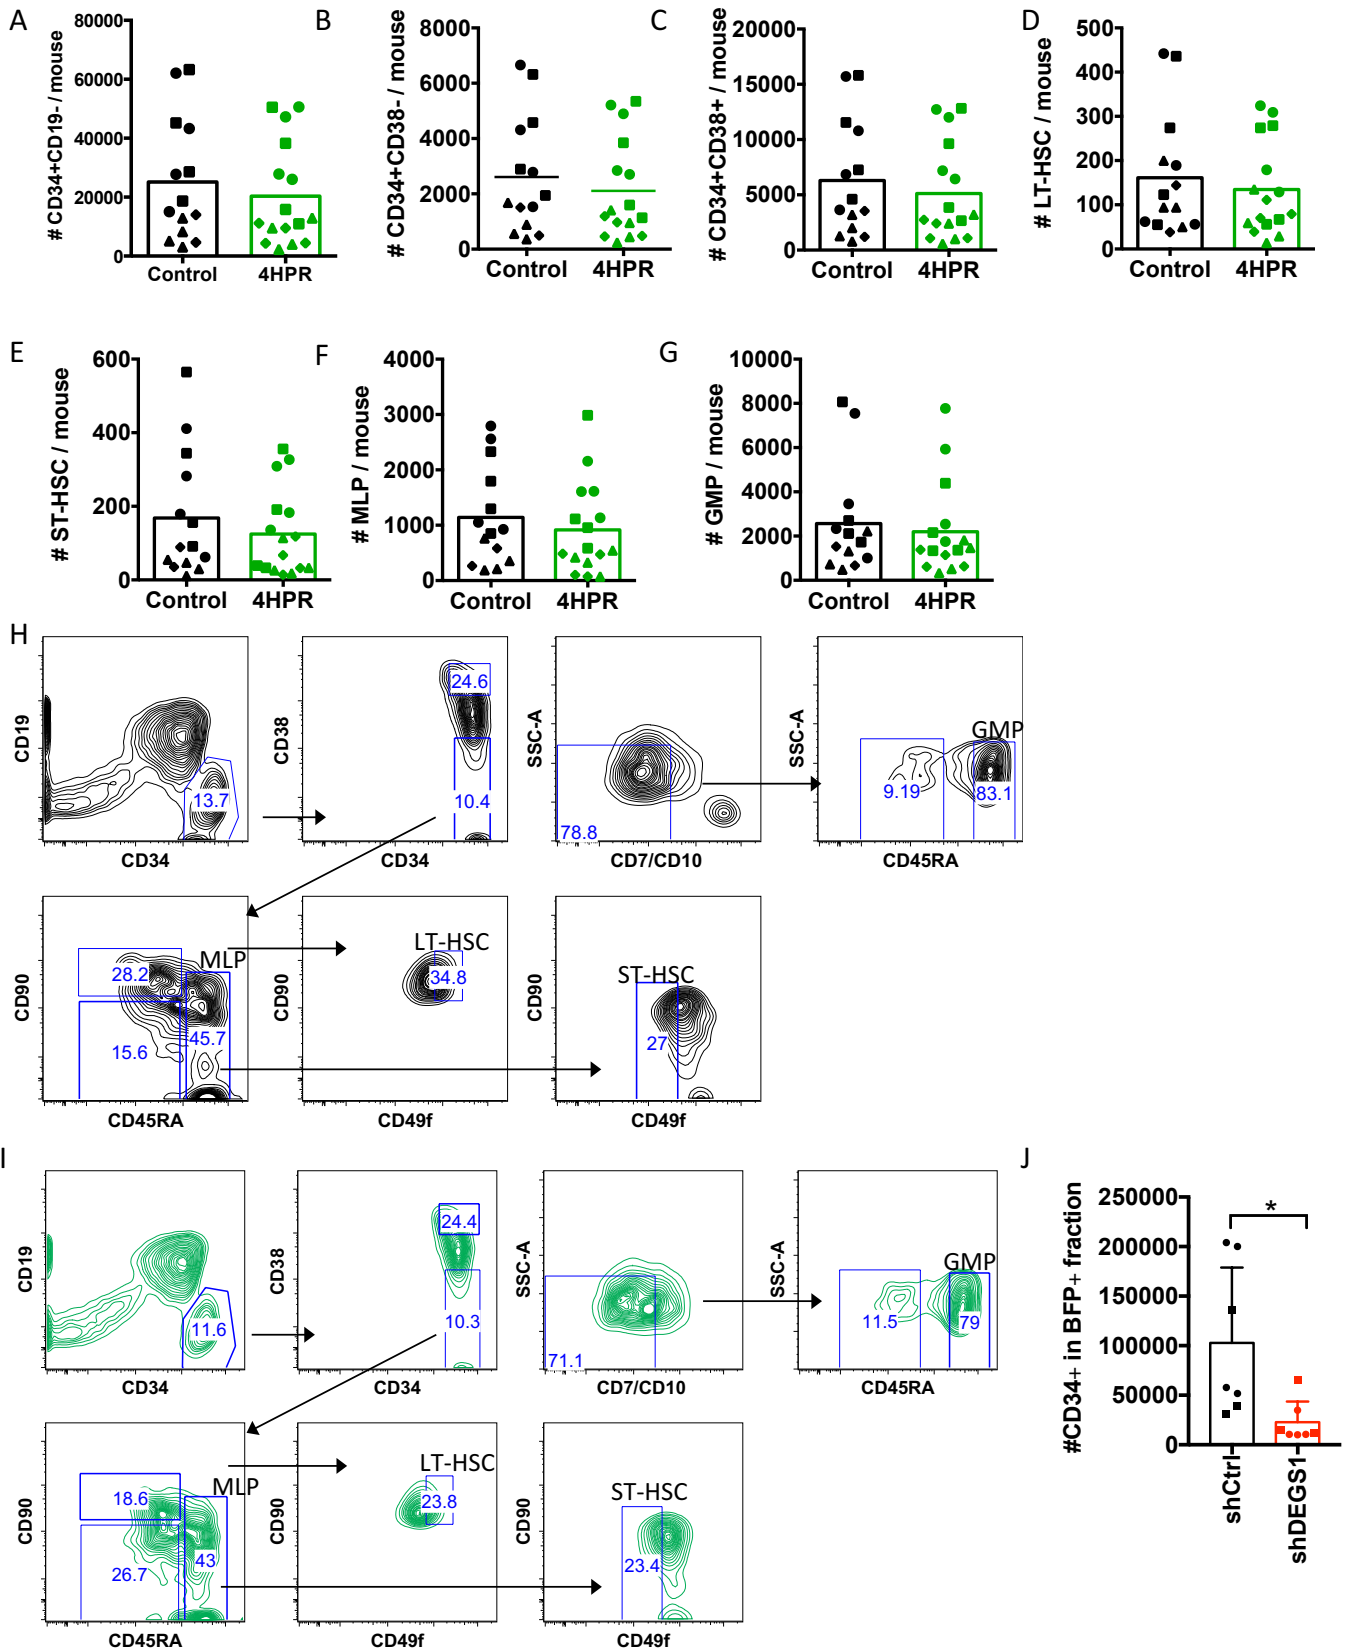 A
# CD34+CD19- / mouse
80000
60000
40000
20000
0
Control
4HPR
B
# CD34+CD38- / mouse
8000
6000
4000
2000
0
Control
4HPR
C
# CD34+CD38+ / mouse
20000
15000
10000
5000
0
Control
4HPR
D
# LT-HSC / mouse
500
400
300
200
100
0
Control
4HPR
E
# ST-HSC / mouse
600
400
200
0
Control
4HPR
F
# MLP / mouse
4000
3000
2000
1000
0
Control
4HPR
G
# GMP / mouse
10000
8000
6000
4000
2000
0
Control
4HPR
H
CD19
13.7
CD34
CD38
24.6
10.4
CD34
SSC-A
78.8
CD7/CD10
SSC-A
GMP
9.19
83.1
CD45RA
CD90
MLP
28.2
45.7
15.6
CD45RA
CD90
LT-HSC
34.8
CD49f
CD90
ST-HSC
27
CD49f
I
CD19
11.6
CD34
CD38
24.4
10.3
CD34
SSC-A
71.1
CD7/CD10
SSC-A
GMP
11.5
79
CD45RA
CD90
MLP
18.6
43
26.7
CD45RA
CD90
LT-HSC
23.8
CD49f
CD90
ST-HSC
23.4
CD49f
J
#CD34+ in BFP+ fraction
250000
200000
150000
100000
50000
0
*
shCtrl
shDEGS1